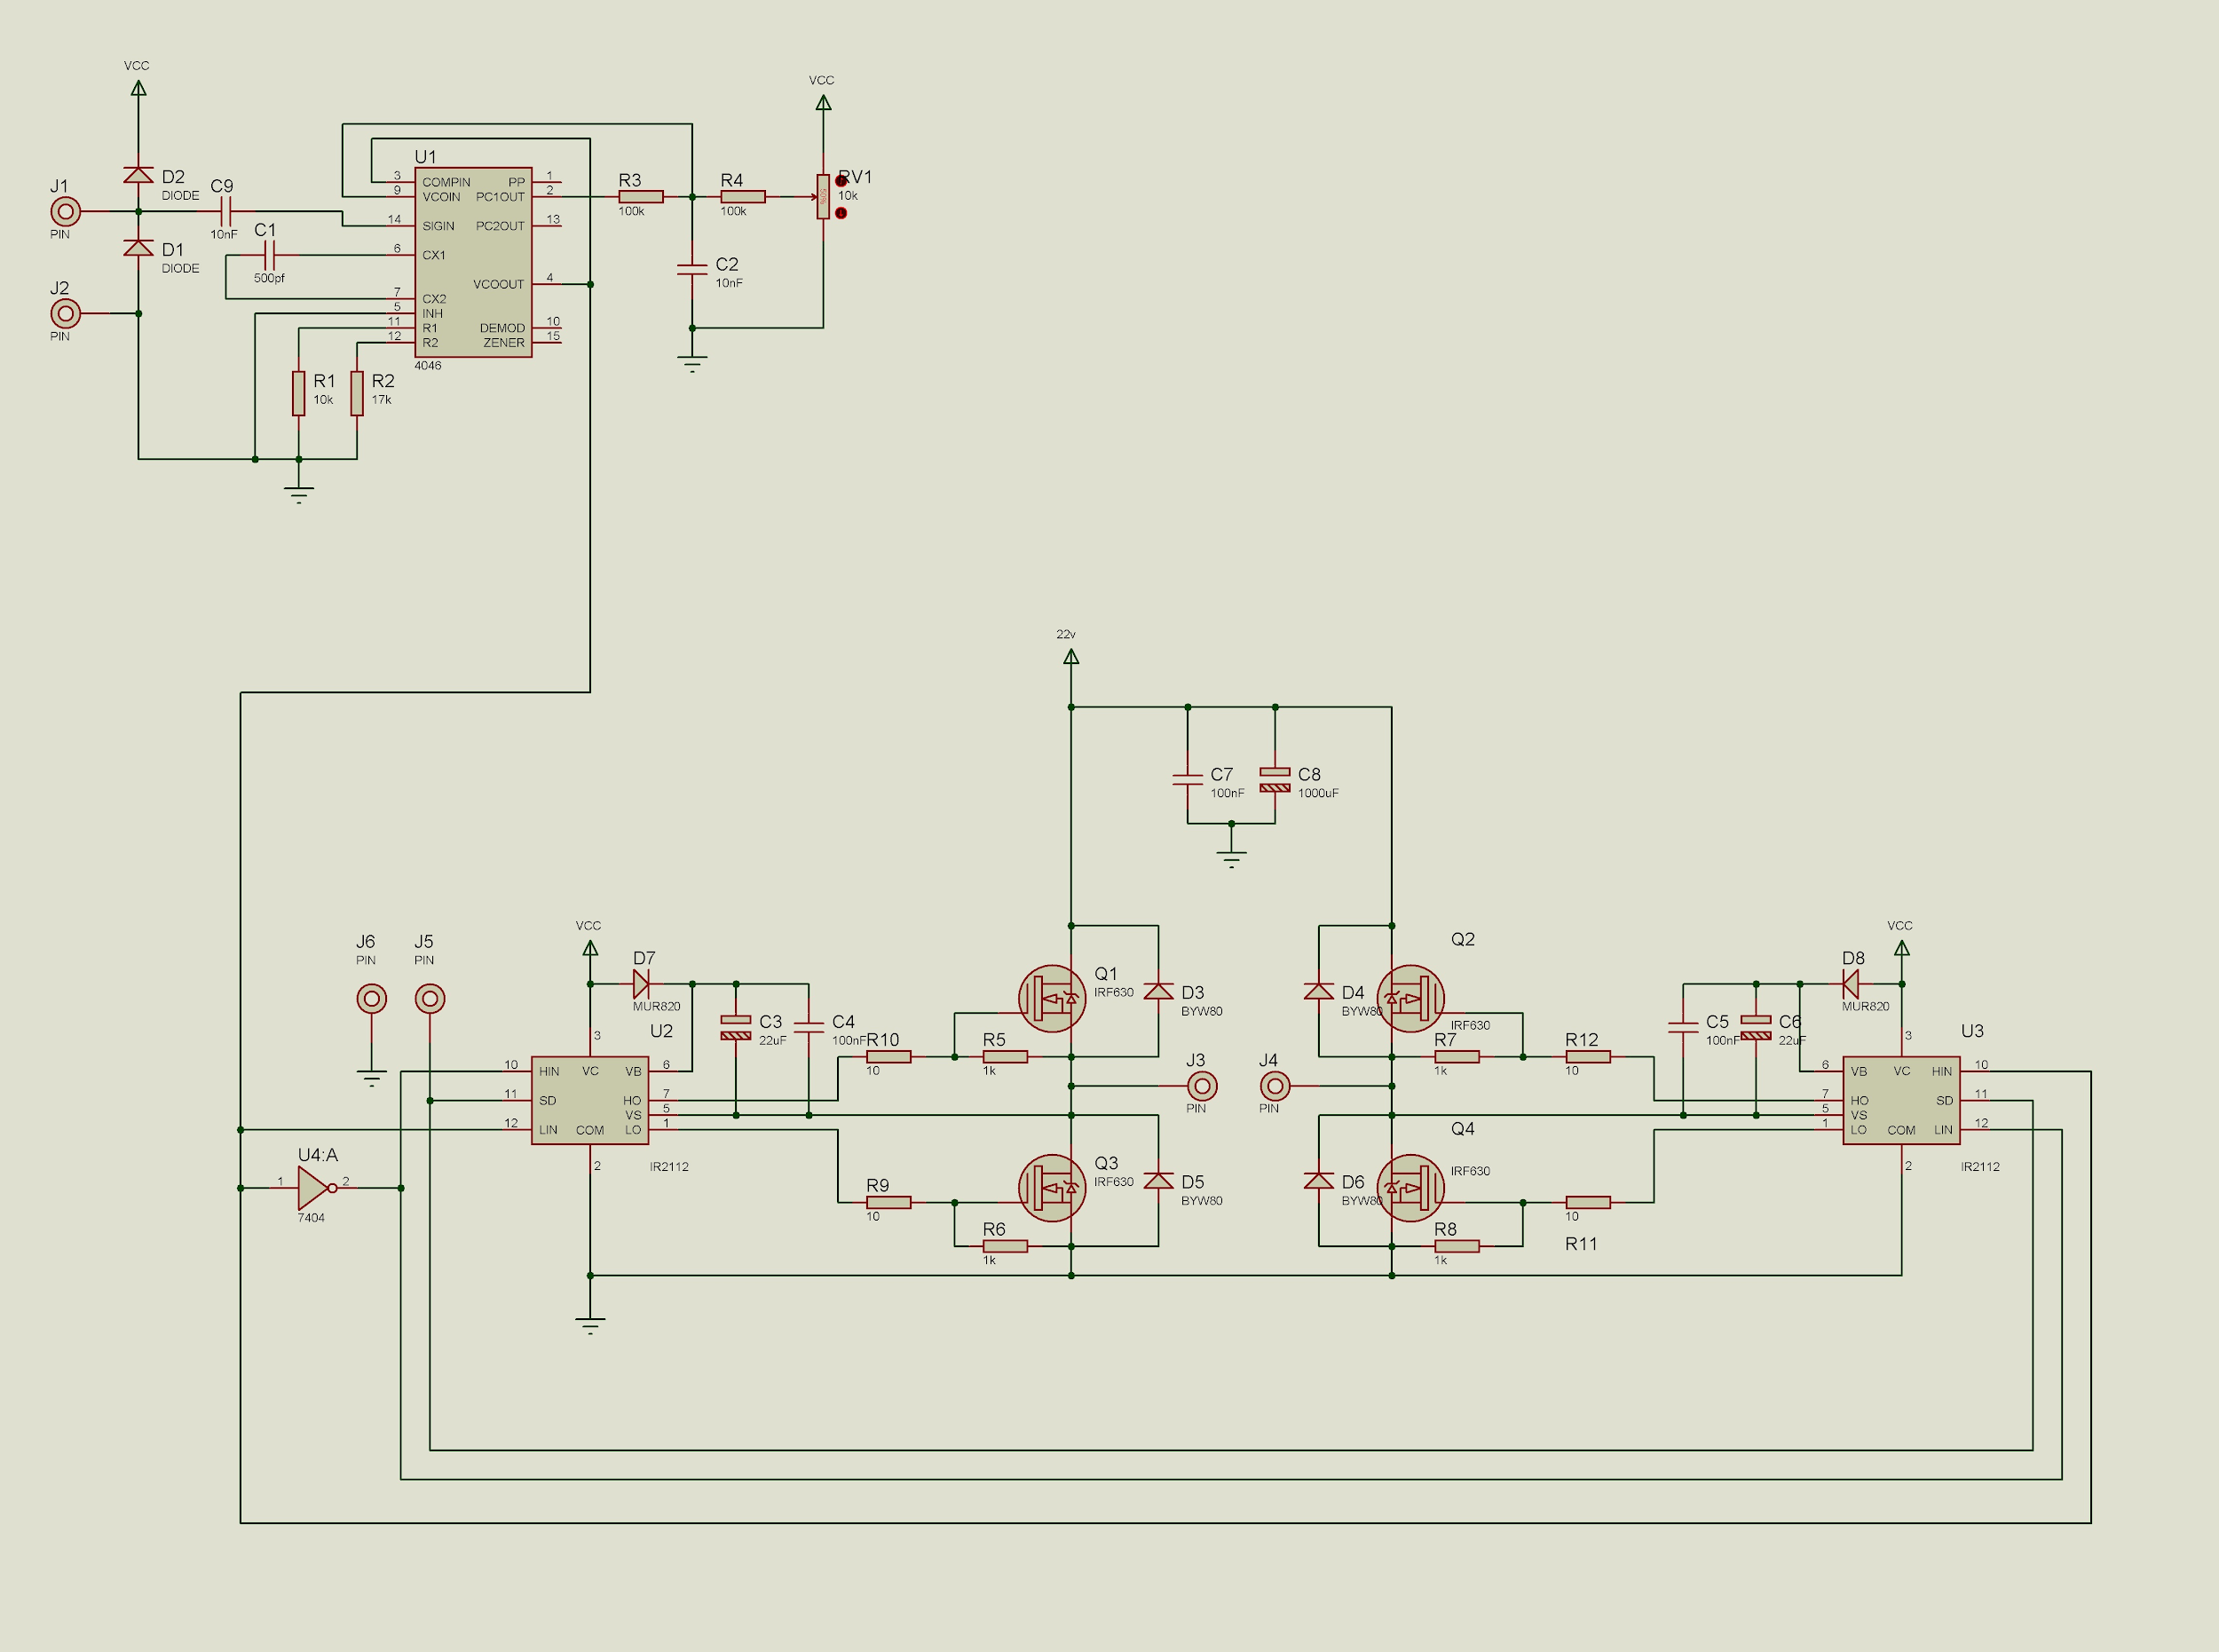 VCC
VCC
U1
J1
PIN
D2
DIODE
C9
10nF
3 COMPIN PP 1
9 VCOIN PC1OUT 2
14 SIGIN PC2OUT 13
6 CX1
VCOOUT 4
7 CX2
5 INH
11 R1 DEMOD 10
12 R2 ZENER 15
4046
R3
100k
R4
100k
RV1
10k
50%
D1
DIODE
C1
500pf
J2
PIN
C2
10nF
R1
10k
R2
17k
22v
C7
100nF
C8
1000uF
J6
PIN
J5
PIN
VCC
D7
MUR820
U2
C3
22uF
C4
100nF
3
10 HIN VC VB 6
11 SD HO 7
VS 5
12 LIN COM LO 1
2
IR2112
R10
10
R5
1k
Q1
IRF630
D3
BYW80
D4
BYW80
Q2
IRF630
R7
1k
R12
10
J3
PIN
J4
PIN
VCC
D8
MUR820
C5
100nF
C6
22uF
U3
3
6 VB VC HIN 10
7 HO SD 11
5 VS
1 LO COM LIN 12
2
IR2112
U4:A
1
2
7404
R9
10
R6
1k
Q3
IRF630
D5
BYW80
D6
BYW80
Q4
IRF630
R8
1k
10
R11